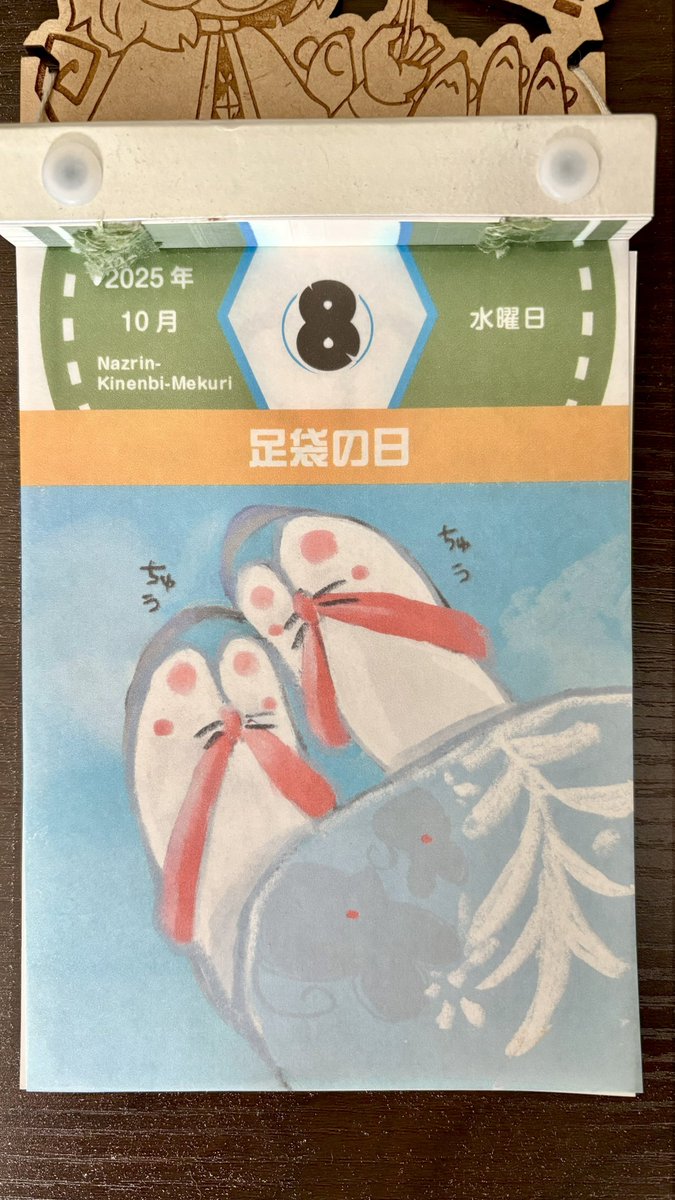 2025年
10月
Nazrin-
Kinenbi-Mekuri
8
水曜日
足袋の日
ちゅう
ちゅう